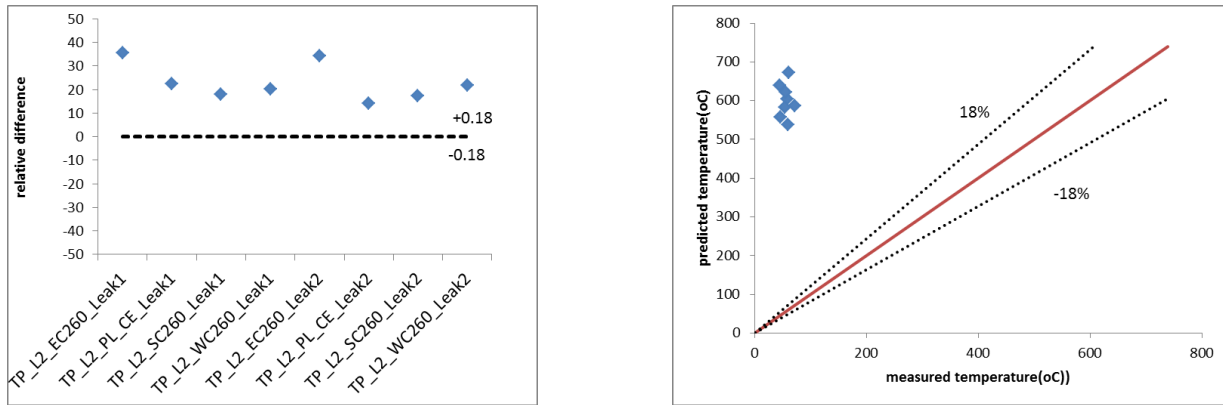 50
40
30
20
10
0
-10
-20
-30
-40
-50
relative difference
+0.18
-0.18
TP_L2_EC260_Leak1
TP_L2_PL_CE_Leak1
TP_L2_SC260_Leak1
TP_L2_WC260_Leak1
TP_L2_EC260_Leak2
TP_L2_PL_CE_Leak2
TP_L2_SC260_Leak2
TP_L2_WC260_Leak2
800
700
600
500
400
300
200
100
0
predicted temperature(oC)
18%
-18%
0
200
400
600
800
measured temperature(oC))